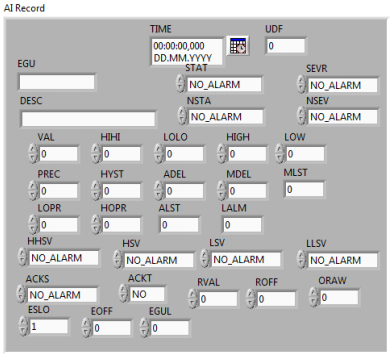 AI Record
TIME UDF
00:00:00,000 0
DD.MM.YYYY
EGU STAT SEVR
NO_ALARM NO_ALARM
DESC NSTA NSEV
NO_ALARM NO_ALARM
VAL HIHI LOLO HIGH LOW
0 0 0 0 0
PREC HYST ADEL MDEL MLST
0 0 0 0 0
LOPR HOPR ALST LALM
0 0 0 0
HHSV HSV LSV LLSV
NO_ALARM NO_ALARM NO_ALARM NO_ALARM
ACKS ACKT RVAL ROFF ORAW
NO_ALARM NO 0 0 0
ESLO EOFF EGUL
1 0 0